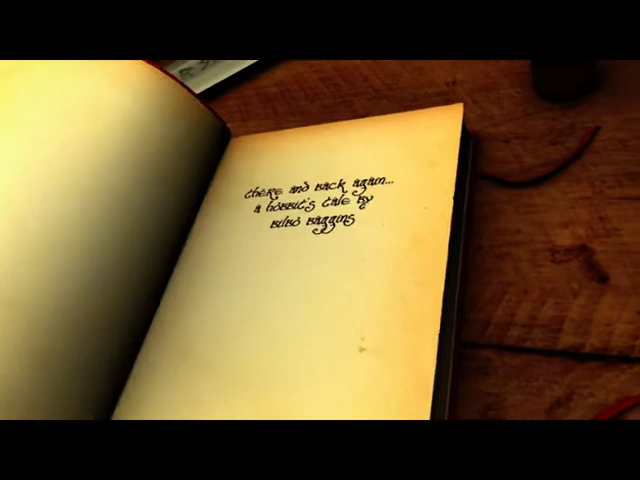 there and back again...
a hobbit's tale by
bilbo baggins